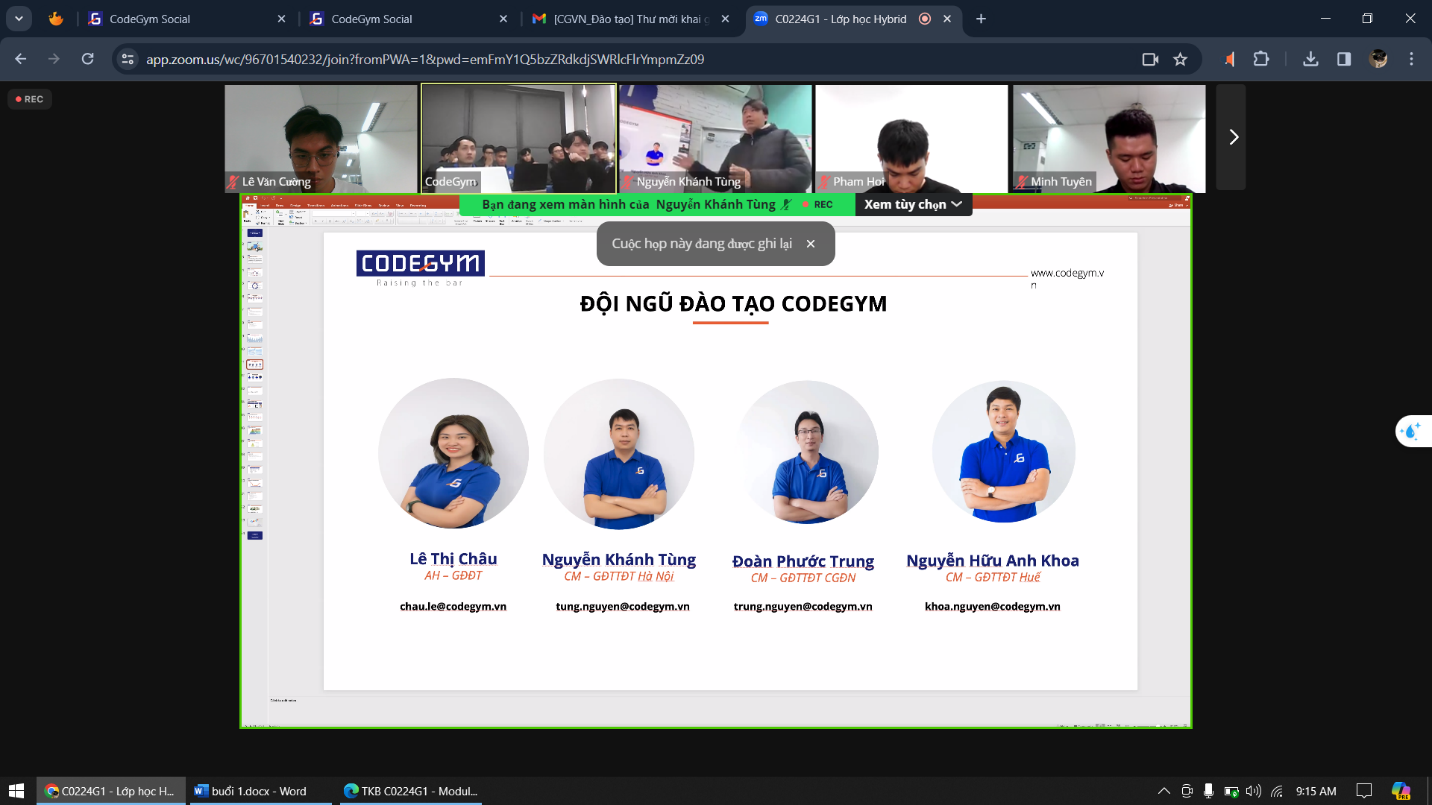 CodeGym Social
CodeGym Social
[CGVN_Đào tạo] Thư mời khai g
C0224G1 - Lớp học Hybrid
app.zoom.us/wc/96701540232/join?fromPWA=1&pwd=emFmY1Q5bzZRdkdjSWRlcFlrYmpmZz09
REC
Lê Văn Cường
CodeGym
Nguyễn Khánh Tùng
Pham Hoi
Minh Tuyên
Bạn đang xem màn hình của Nguyễn Khánh Tùng
REC
Xem tùy chọn
Cuộc họp này đang được ghi lại
CODEGYM
Raising the bar
www.codegym.v
n
ĐỘI NGŨ ĐÀO TẠO CODEGYM
Lê Thị Châu
AH – GĐĐT
chau.le@codegym.vn
Nguyễn Khánh Tùng
CM – GĐTTĐT Hà Nội
tung.nguyen@codegym.vn
Đoàn Phước Trung
CM – GĐTTĐT CGĐN
trung.nguyen@codegym.vn
Nguyễn Hữu Anh Khoa
CM – GĐTTĐT Huế
khoa.nguyen@codegym.vn
C0224G1 - Lớp học H...
buổi 1.docx - Word
TKB C0224G1 - Modul...
9:15 AM